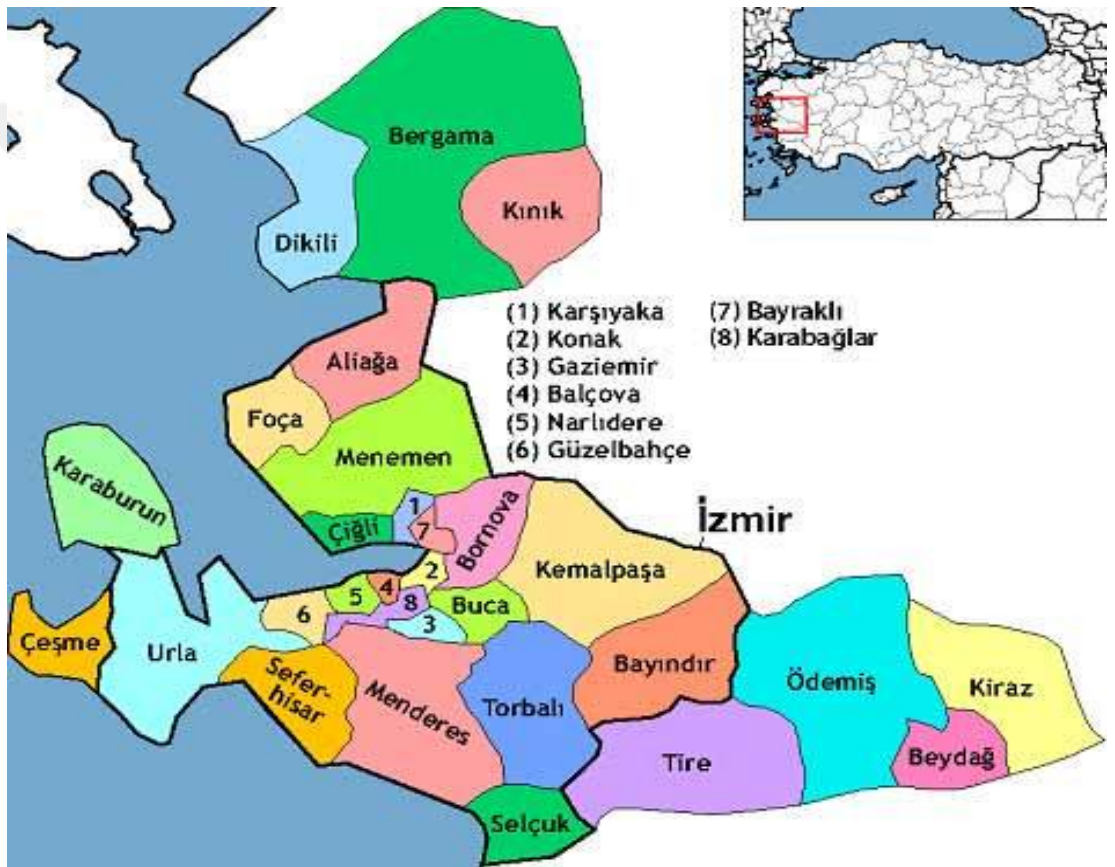 Bergama
Kınık
Dikili
(1) Karşıyaka
(2) Konak
(3) Gaziemir
(4) Balçova
(5) Narlıdere
(6) Güzelbahçe
(7) Bayraklı
(8) Karabağlar
Aliağa
Foça
Menemen
Karaburun
Çiğli
1
7
Bornova
İzmir
Kemalpaşa
2
4
5
8
6
3
Buca
Çeşme
Urla
Sefer-
hisar
Menderes
Torbalı
Bayındır
Ödemiş
Kiraz
Beydağ
Tire
Selçuk